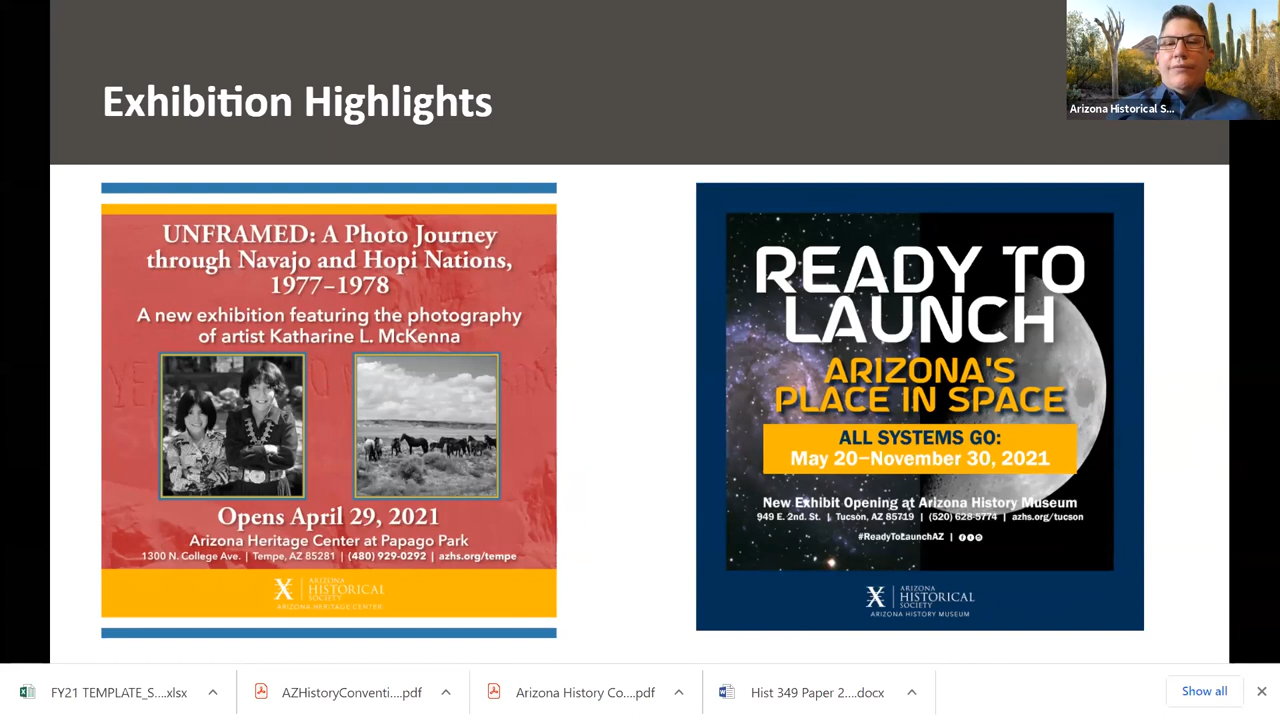 Exhibition Highlights
Arizona Historical S...
UNFRAMED: A Photo Journey
through Navajo and Hopi Nations,
1977–1978
A new exhibition featuring the photography
of artist Katharine L. McKenna
Opens April 29, 2021
Arizona Heritage Center at Papago Park
1300 N. College Ave. | Tempe, AZ 85281 | (480) 929-0292 | azhs.org/tempe
ARIZONA
HISTORICAL
SOCIETY
ARIZONA HERITAGE CENTER
READY TO
LAUNCH
ARIZONA'S
PLACE IN SPACE
ALL SYSTEMS GO:
May 20–November 30, 2021
New Exhibit Opening at Arizona History Museum
949 E. 2nd. St. | Tucson, AZ 85719 | (520) 628-5774 | azhs.org/tucson
#ReadyToLaunchAZ |
ARIZONA
HISTORICAL
SOCIETY
ARIZONA HISTORY MUSEUM
FY21 TEMPLATE_S....xlsx
AZHistoryConventi....pdf
Arizona History Co....pdf
Hist 349 Paper 2....docx
Show all